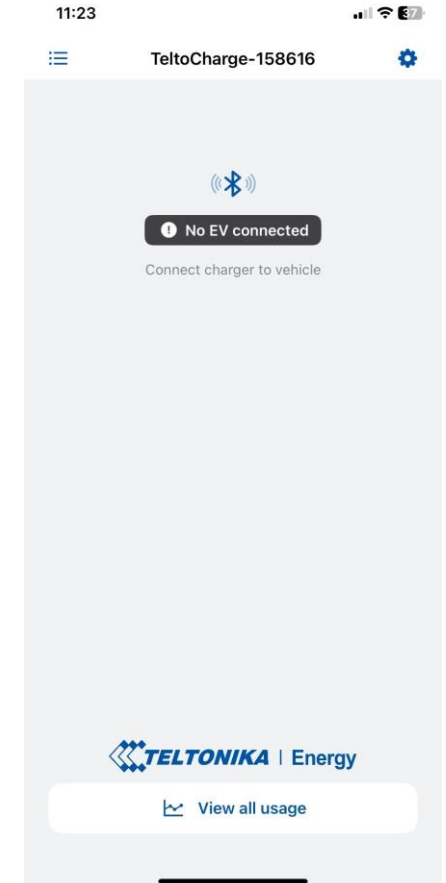 11:23
37
TeltoCharge-158616
No EV connected
Connect charger to vehicle
TELTONIKA | Energy
View all usage